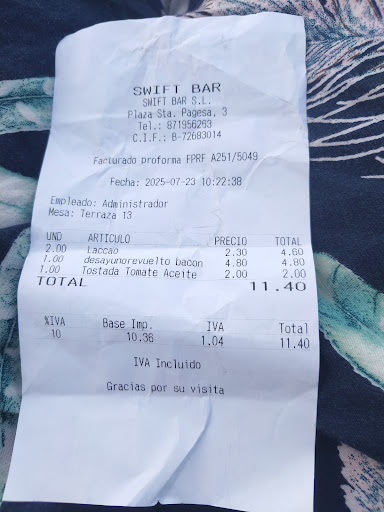 SWIFT BAR
SWIFT BAR S.L.
Plaza Sta. Pagesa, 3
Tel.: 871956263
C.I.F.: B-72683014
Facturado proforma FPRF A251/5049
Fecha: 2025-07-23 10:22:38
Empleado: Administrador
Mesa: Terraza 13
UND ARTICULO PRECIO TOTAL
2.00 Laccao 2.30 4.60
1.00 desayunorevuelto bacon 4.80 4.80
1.00 Tostada Tomate Aceite 2.00 2.00
TOTAL 11.40
%IVA Base Imp. IVA Total
10 10.36 1.04 11.40
IVA Incluido
Gracias por su visita